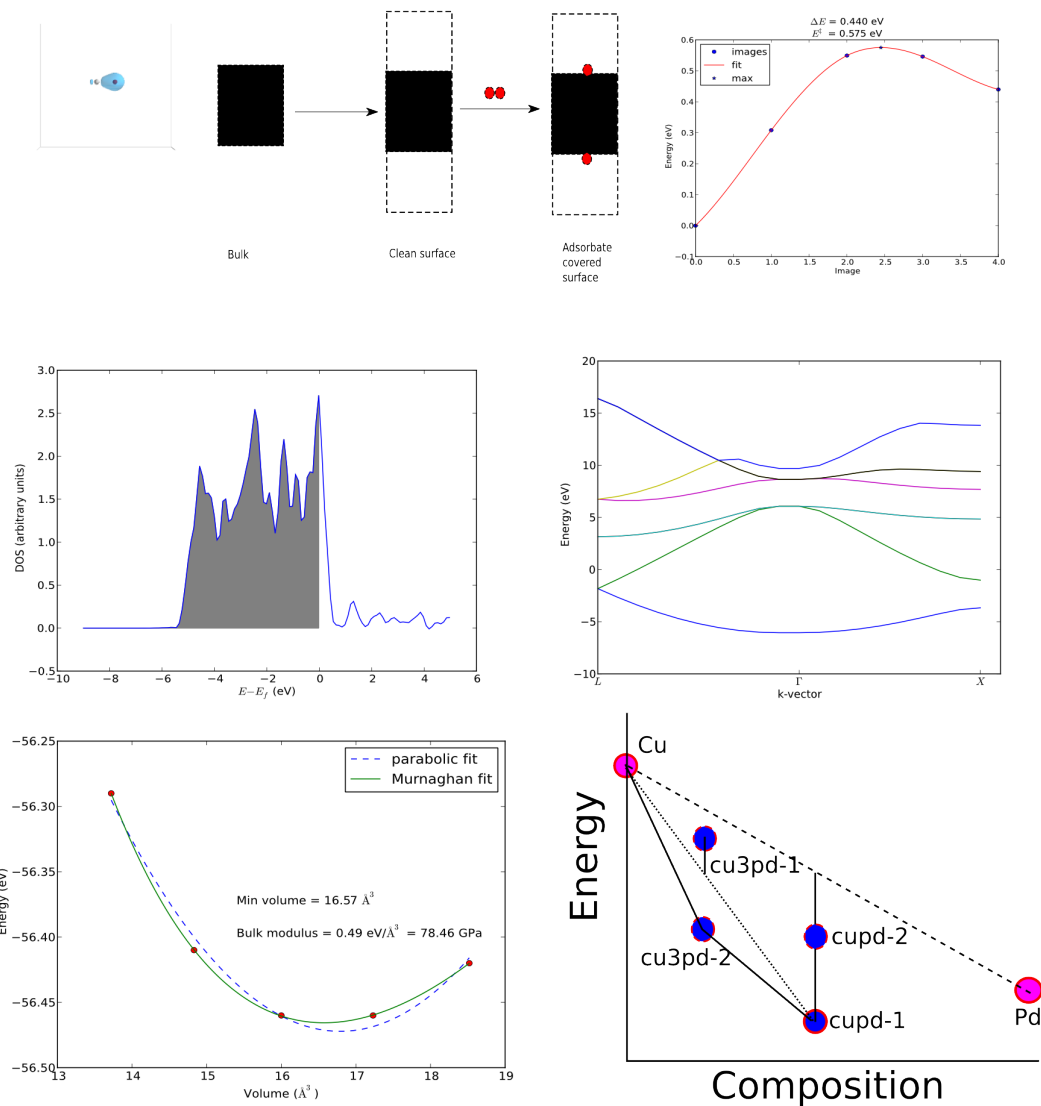 Bulk
Clean surface
Adsorbate
covered
surface
ΔE = 0.440 eV
E‡ = 0.575 eV
images
fit
max
0.6
0.5
0.4
0.3
0.2
0.1
0.0
−0.1
Energy (eV)
0.0 0.5 1.0 1.5 2.0 2.5 3.0 3.5 4.0
Image
3.0
2.5
2.0
1.5
1.0
0.5
0.0
−0.5
DOS (arbitrary units)
−10 −8 −6 −4 −2 0 2 4 6
E−E_f (eV)
20
15
10
5
0
−5
−10
Energy (eV)
L Γ X
k-vector
−56.25
−56.30
−56.35
−56.40
−56.45
−56.50
Energy (eV)
parabolic fit
Murnaghan fit
Min volume = 16.57 Å³
Bulk modulus = 0.49 eV/Å³ = 78.46 GPa
13 14 15 16 17 18 19
Volume (Å³)
Energy
Cu
cu3pd-1
cu3pd-2
cupd-2
cupd-1
Pd
Composition